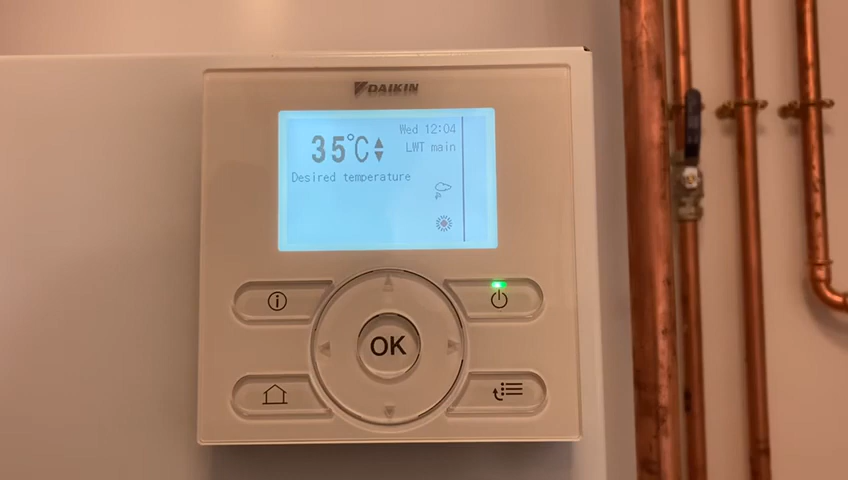 DAIKIN
Wed 12:04
35°C
LWT main
Desired temperature
OK